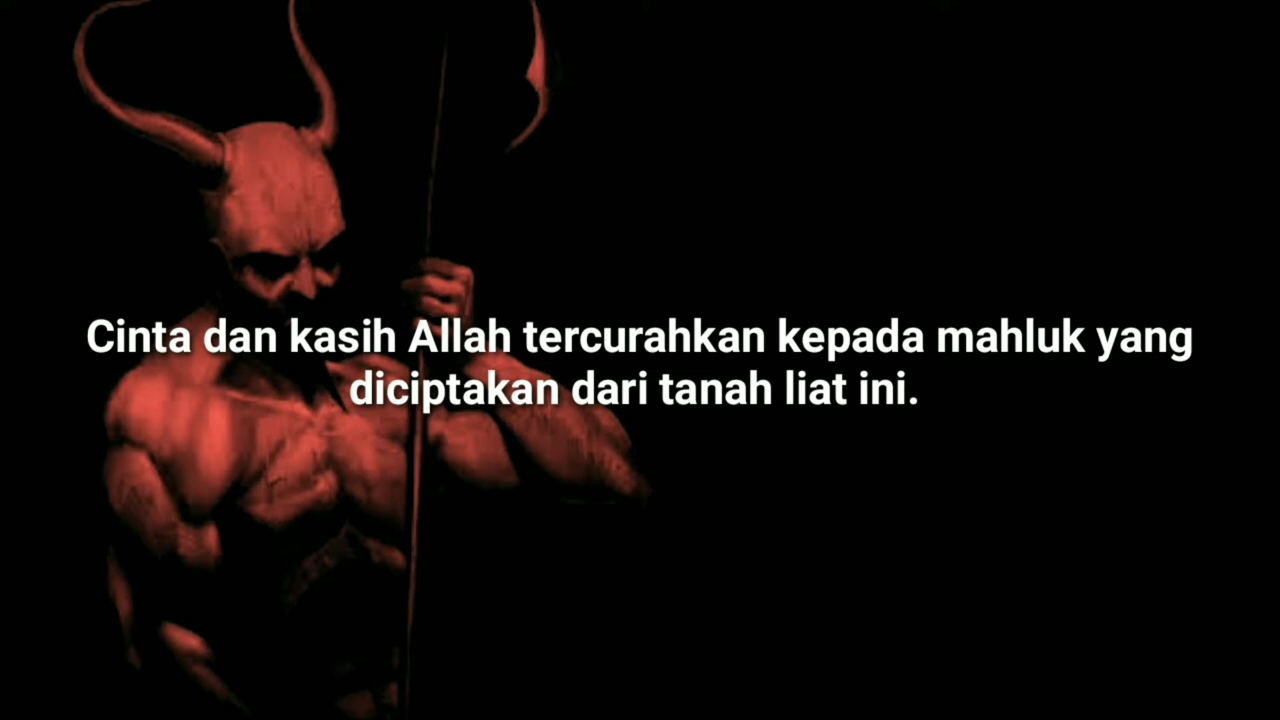 Cinta dan kasih Allah tercurahkan kepada mahluk yang
diciptakan dari tanah liat ini.